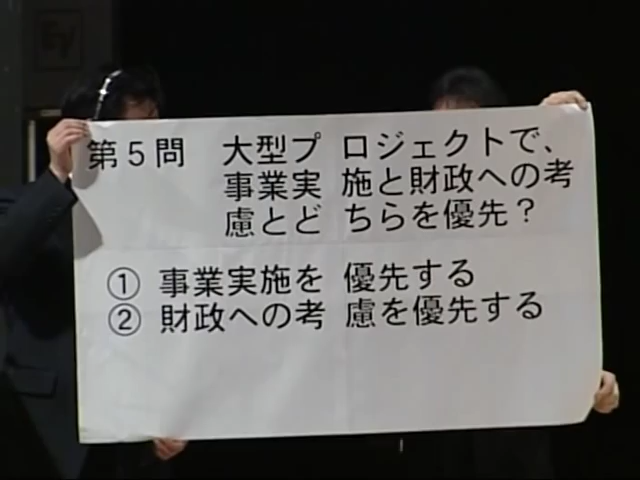 第5問 大型プロジェクトで、
事業実施と財政への考
慮とどちらを優先?
① 事業実施を優先する
② 財政への考慮を優先する